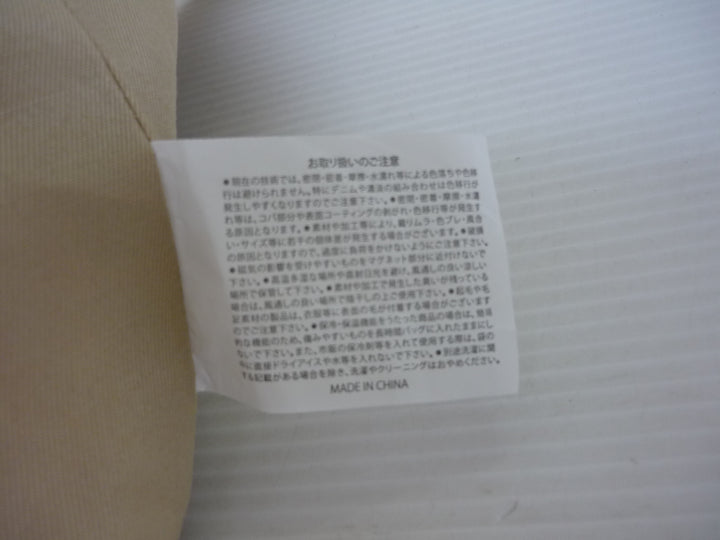 お取り扱いのご注意
●現在の技術では、密閉・密着・摩擦・水濡れ等による色落ちや色移
行は避けられません。特にデニムや濃淡の組み合わせは色移行が
発生しやすくなりますのでご注意下さい。●密閉・密着・摩擦・水濡
れ等は、コバ部分や表面コーティングの剥がれ・色移行等が発生す
る原因となります。●素材や加工等により、織りムラ・色ブレ・風合
い・サイズ等に若干の個体差が発生する場合がございます。●破損
の原因となりますので、過度に負荷をかけないようにご注意下さい。
●磁気の影響を受けやすいものをマグネット部分に近付けないで
下さい。●高温多湿な場所や直射日光を避け、風通しの良い涼しい
場所で保管して下さい。●素材や加工で発生した臭いが残っている
場合は、風通しの良い場所で陰干しの上ご使用下さい。●起毛や毛
足素材の製品は、衣服等に表面の毛が付着する場合がございます
のでご注意下さい。●保冷・保温機能をうたった商品の場合は、簡易
的な機能のため、傷みやすいものを長時間バッグに入れたままにし
ないで下さい。また、市販の保冷剤等を入れて使用する際は、袋の
中に直接ドライアイスや水等を入れないで下さい。●別途洗濯に関
する記載がある場合を除き、洗濯やクリーニングはおやめください。
MADE IN CHINA